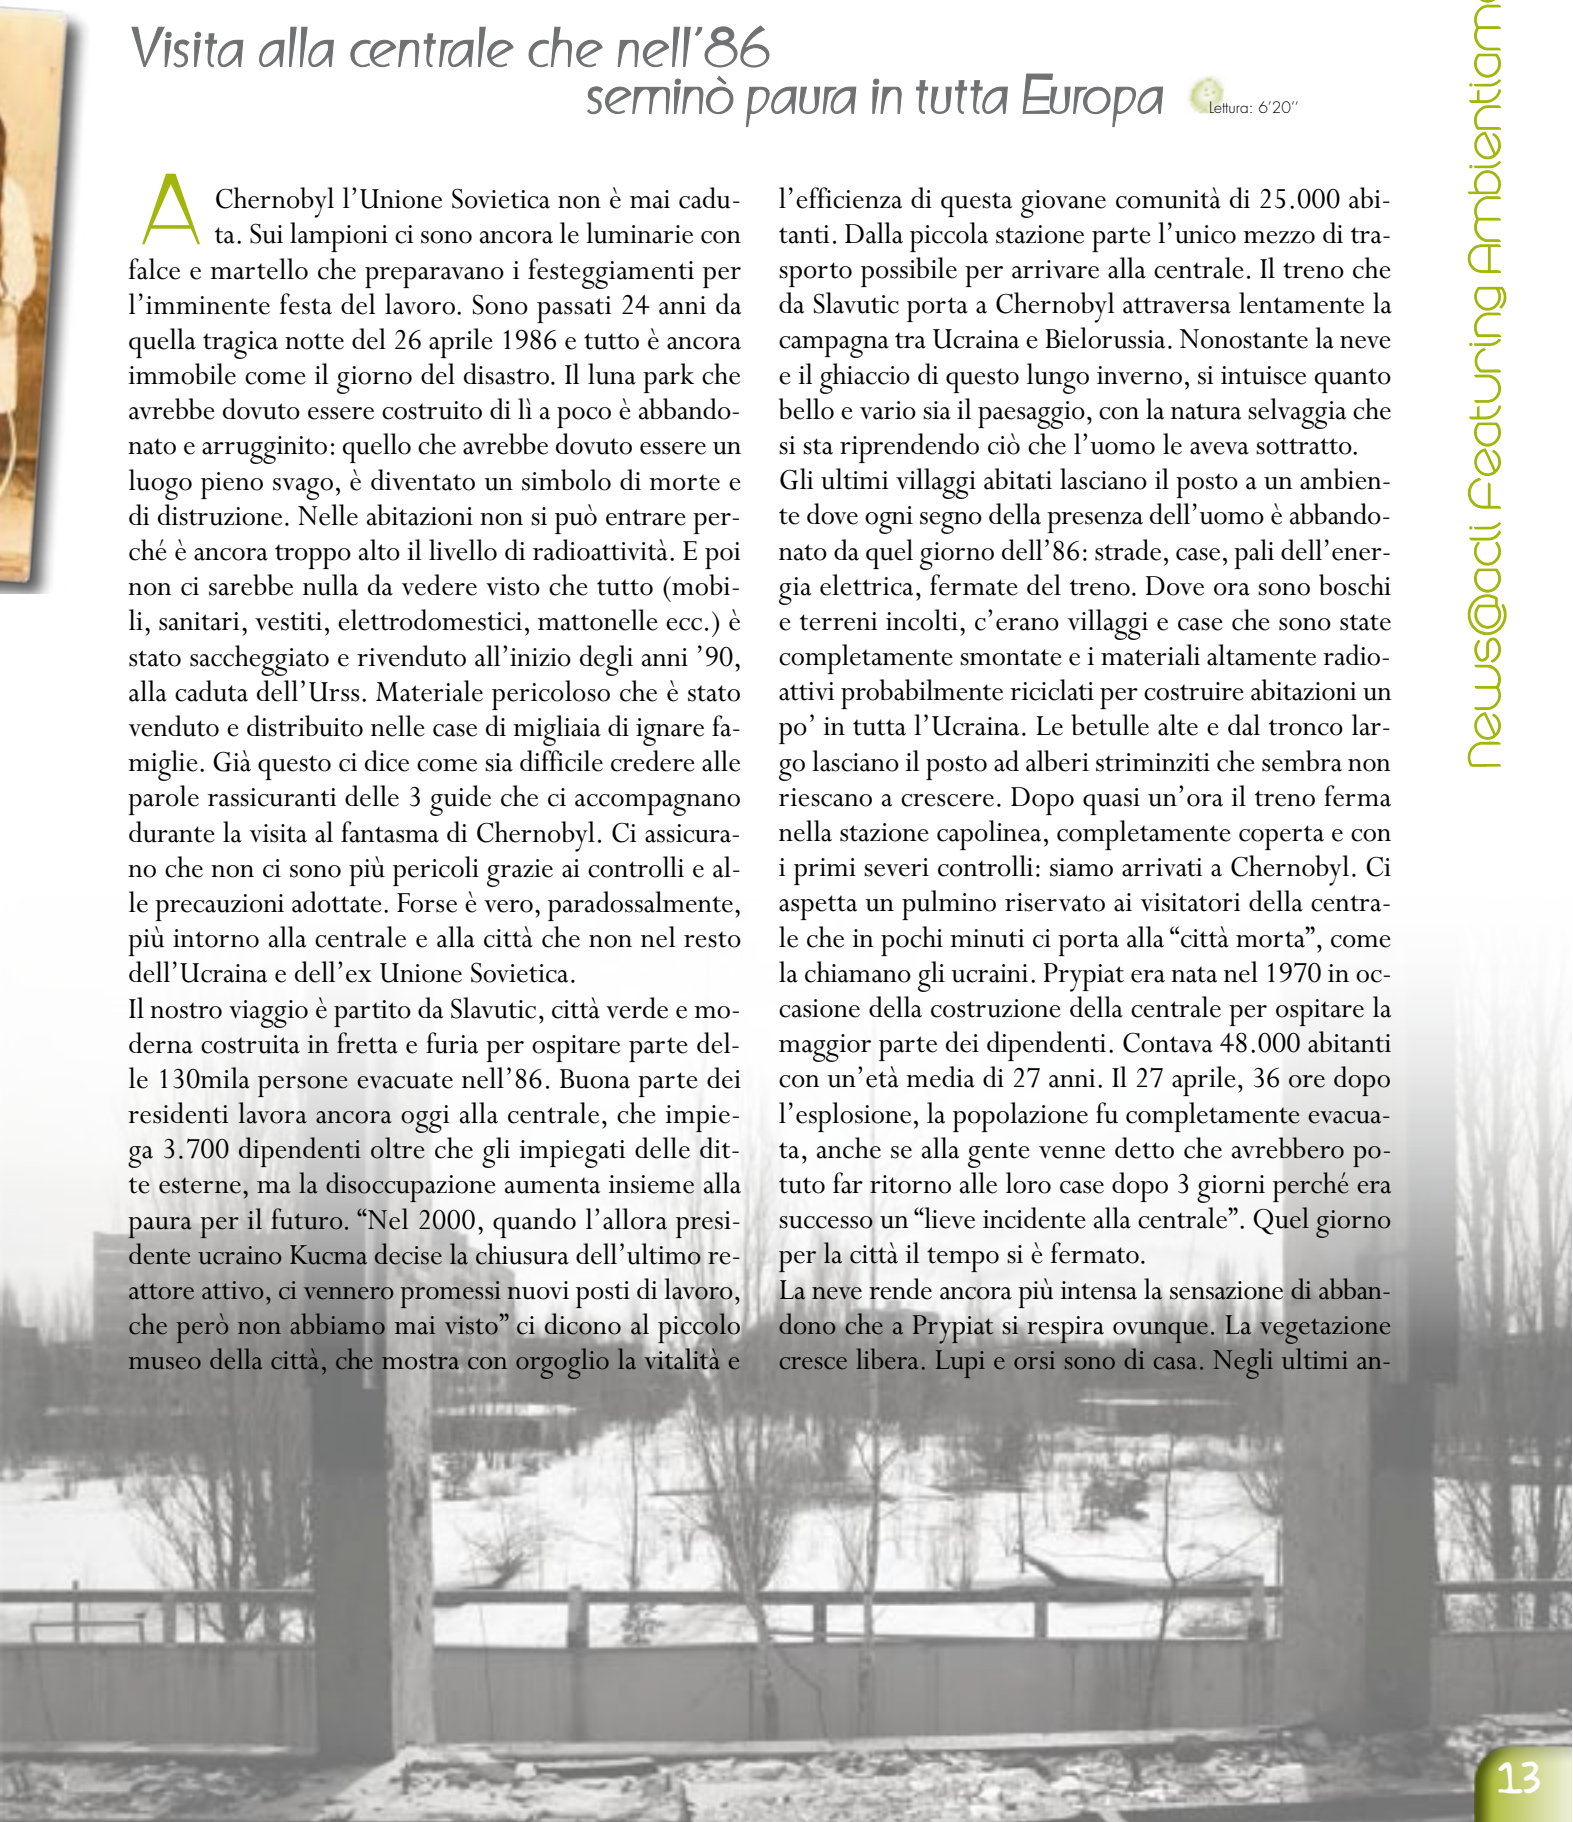 Visita alla centrale che nell'86
seminò paura in tutta Europa
Lettura: 6'20''
A Chernobyl l'Unione Sovietica non è mai cadu-
ta. Sui lampioni ci sono ancora le luminarie con
falce e martello che preparavano i festeggiamenti per
l'imminente festa del lavoro. Sono passati 24 anni da
quella tragica notte del 26 aprile 1986 e tutto è ancora
immobile come il giorno del disastro. Il luna park che
avrebbe dovuto essere costruito di lì a poco è abbando-
nato e arrugginito: quello che avrebbe dovuto essere un
luogo pieno svago, è diventato un simbolo di morte e
di distruzione. Nelle abitazioni non si può entrare per-
ché è ancora troppo alto il livello di radioattività. E poi
non ci sarebbe nulla da vedere visto che tutto (mobi-
li, sanitari, vestiti, elettrodomestici, mattonelle ecc.) è
stato saccheggiato e rivenduto all'inizio degli anni '90,
alla caduta dell'Urss. Materiale pericoloso che è stato
venduto e distribuito nelle case di migliaia di ignare fa-
miglie. Già questo ci dice come sia difficile credere alle
parole rassicuranti delle 3 guide che ci accompagnano
durante la visita al fantasma di Chernobyl. Ci assicura-
no che non ci sono più pericoli grazie ai controlli e al-
le precauzioni adottate. Forse è vero, paradossalmente,
più intorno alla centrale e alla città che non nel resto
dell'Ucraina e dell'ex Unione Sovietica.
Il nostro viaggio è partito da Slavutic, città verde e mo-
derna costruita in fretta e furia per ospitare parte del-
le 130mila persone evacuate nell'86. Buona parte dei
residenti lavora ancora oggi alla centrale, che impie-
ga 3.700 dipendenti oltre che gli impiegati delle dit-
te esterne, ma la disoccupazione aumenta insieme alla
paura per il futuro. “Nel 2000, quando l'allora presi-
dente ucraino Kucma decise la chiusura dell'ultimo re-
attore attivo, ci vennero promessi nuovi posti di lavoro,
che però non abbiamo mai visto” ci dicono al piccolo
museo della città, che mostra con orgoglio la vitalità e
l'efficienza di questa giovane comunità di 25.000 abi-
tanti. Dalla piccola stazione parte l'unico mezzo di tra-
sporto possibile per arrivare alla centrale. Il treno che
da Slavutic porta a Chernobyl attraversa lentamente la
campagna tra Ucraina e Bielorussia. Nonostante la neve
e il ghiaccio di questo lungo inverno, si intuisce quanto
bello e vario sia il paesaggio, con la natura selvaggia che
si sta riprendendo ciò che l'uomo le aveva sottratto.
Gli ultimi villaggi abitati lasciano il posto a un ambien-
te dove ogni segno della presenza dell'uomo è abbando-
nato da quel giorno dell'86: strade, case, pali dell'ener-
gia elettrica, fermate del treno. Dove ora sono boschi
e terreni incolti, c'erano villaggi e case che sono state
completamente smontate e i materiali altamente radio-
attivi probabilmente riciclati per costruire abitazioni un
po' in tutta l'Ucraina. Le betulle alte e dal tronco lar-
go lasciano il posto ad alberi striminziti che sembra non
riescano a crescere. Dopo quasi un'ora il treno ferma
nella stazione capolinea, completamente coperta e con
i primi severi controlli: siamo arrivati a Chernobyl. Ci
aspetta un pulmino riservato ai visitatori della centra-
le che in pochi minuti ci porta alla “città morta”, come
la chiamano gli ucraini. Prypiat era nata nel 1970 in oc-
casione della costruzione della centrale per ospitare la
maggior parte dei dipendenti. Contava 48.000 abitanti
con un'età media di 27 anni. Il 27 aprile, 36 ore dopo
l'esplosione, la popolazione fu completamente evacua-
ta, anche se alla gente venne detto che avrebbero po-
tuto far ritorno alle loro case dopo 3 giorni perché era
successo un “lieve incidente alla centrale”. Quel giorno
per la città il tempo si è fermato.
La neve rende ancora più intensa la sensazione di abban-
dono che a Prypiat si respira ovunque. La vegetazione
cresce libera. Lupi e orsi sono di casa. Negli ultimi an-
news@acli Featuring
13